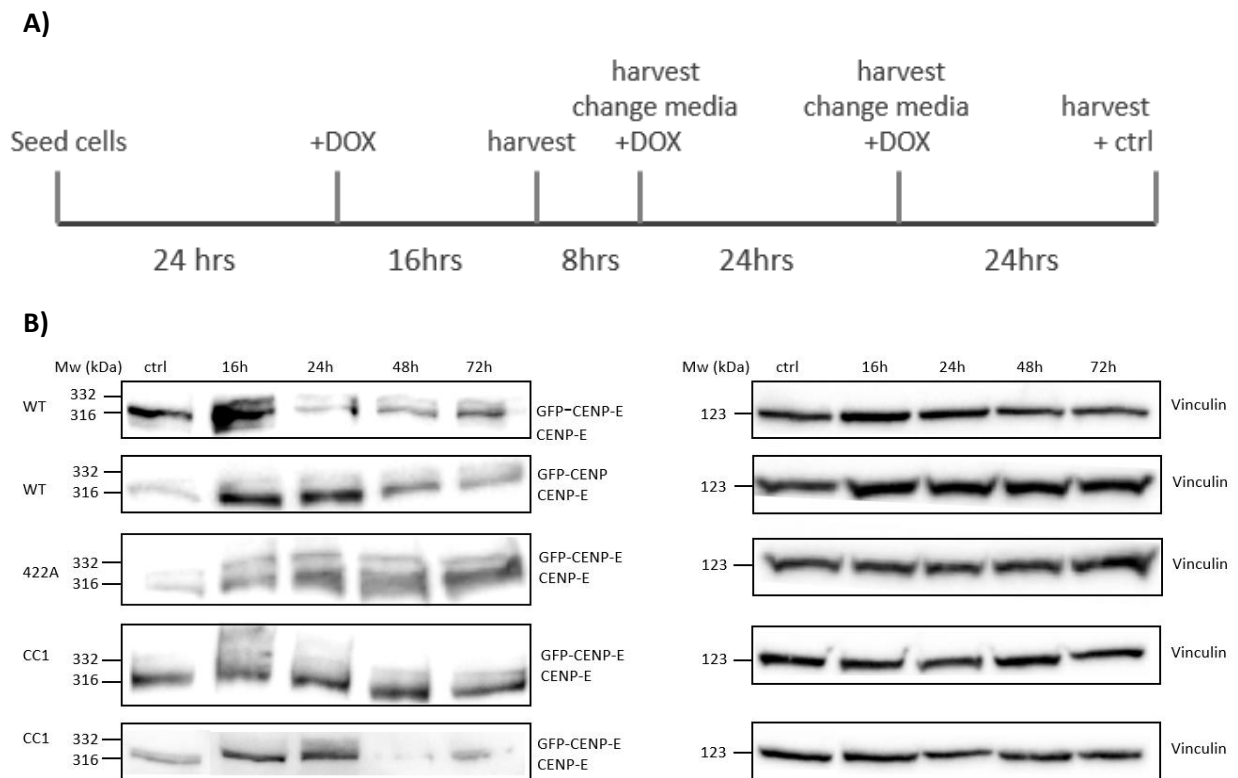 A)
harvest harvest
change media change media harvest
Seed cells +DOX harvest +DOX +DOX + ctrl
24 hrs 16hrs 8hrs 24hrs 24hrs
B)
Mw (kDa) ctrl 16h 24h 48h 72h Mw (kDa) ctrl 16h 24h 48h 72h
WT 332 316 GFP-CENP-E CENP-E 123 Vinculin
WT 332 316 GFP-CENP CENP-E 123 Vinculin
422A 332 316 GFP-CENP-E CENP-E 123 Vinculin
CC1 332 316 GFP-CENP-E CENP-E 123 Vinculin
CC1 332 316 GFP-CENP-E CENP-E 123 Vinculin